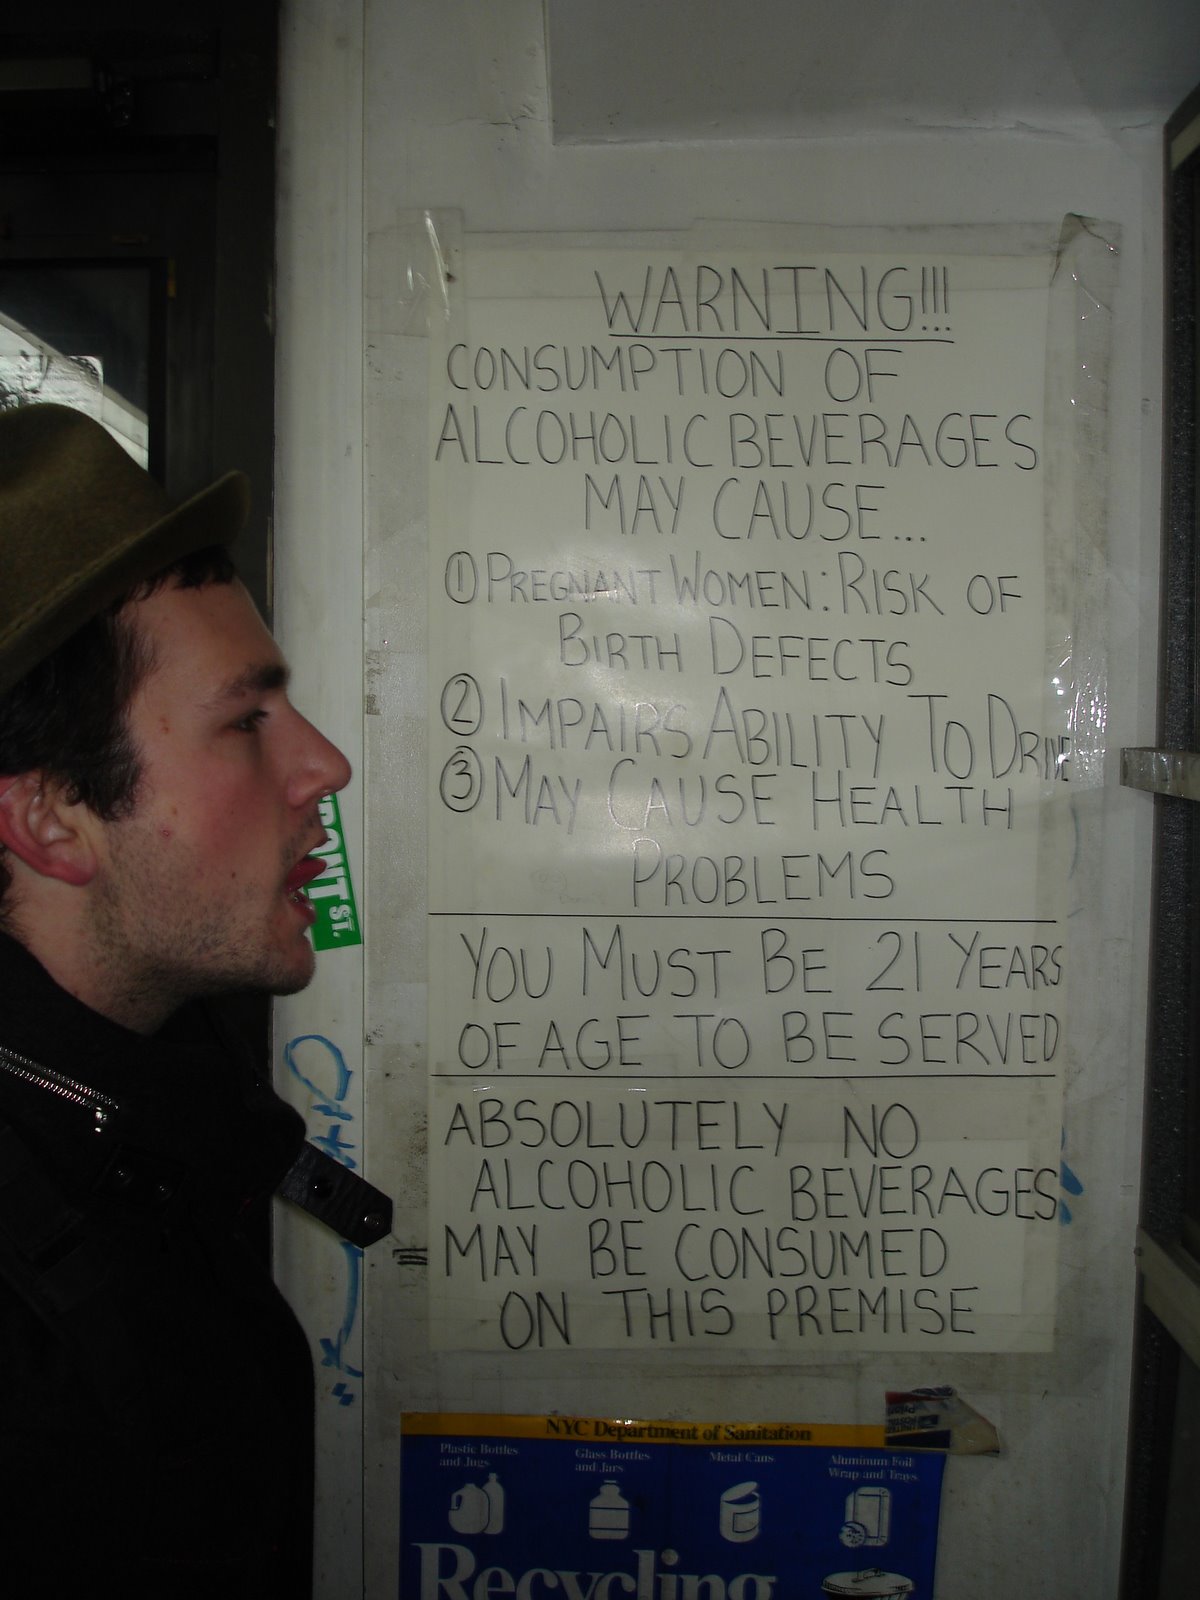 WARNING!!!
CONSUMPTION OF
ALCOHOLIC BEVERAGES
MAY CAUSE...
① PREGNANT WOMEN: RISK OF
BIRTH DEFECTS
② IMPAIRS ABILITY TO DRIVE
③ MAY CAUSE HEALTH
PROBLEMS
YOU MUST BE 21 YEARS
OF AGE TO BE SERVED
ABSOLUTELY NO
ALCOHOLIC BEVERAGES
MAY BE CONSUMED
ON THIS PREMISE
RONT ST.
NYC Department of Sanitation
Plastic Bottles
and Jugs
Glass Bottles
and Jars
Metal Cans
Aluminum Foil
Wrap and Trays
Recycling